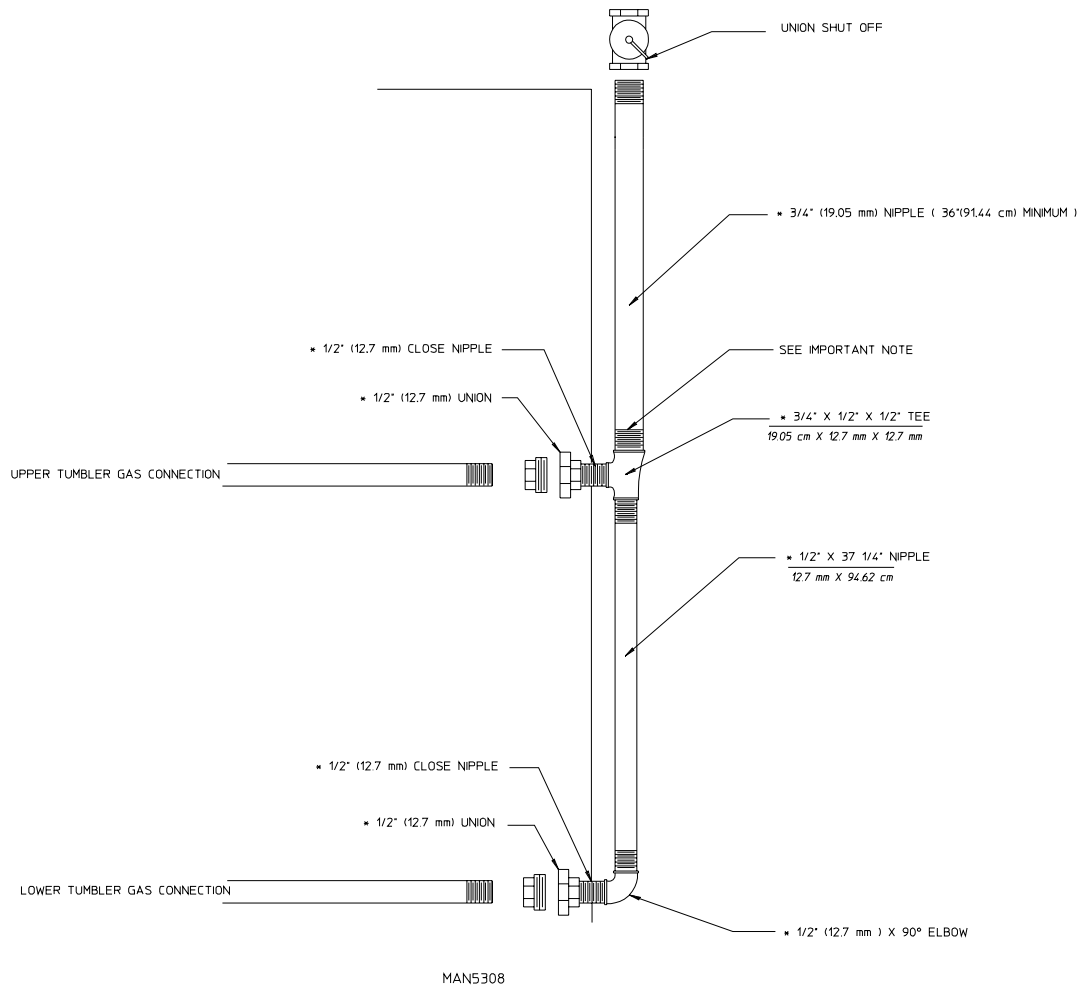 UNION SHUT OFF
* 3/4" (19.05 mm) NIPPLE ( 36"(91.44 cm) MINIMUM )
* 1/2" (12.7 mm) CLOSE NIPPLE
SEE IMPORTANT NOTE
* 1/2" (12.7 mm) UNION
* 3/4" X 1/2" X 1/2" TEE
19.05 cm X 12.7 mm X 12.7 mm
UPPER TUMBLER GAS CONNECTION
* 1/2" X 37 1/4" NIPPLE
12.7 mm X 94.62 cm
* 1/2" (12.7 mm) CLOSE NIPPLE
* 1/2" (12.7 mm) UNION
LOWER TUMBLER GAS CONNECTION
* 1/2" (12.7 mm ) X 90° ELBOW
MAN5308